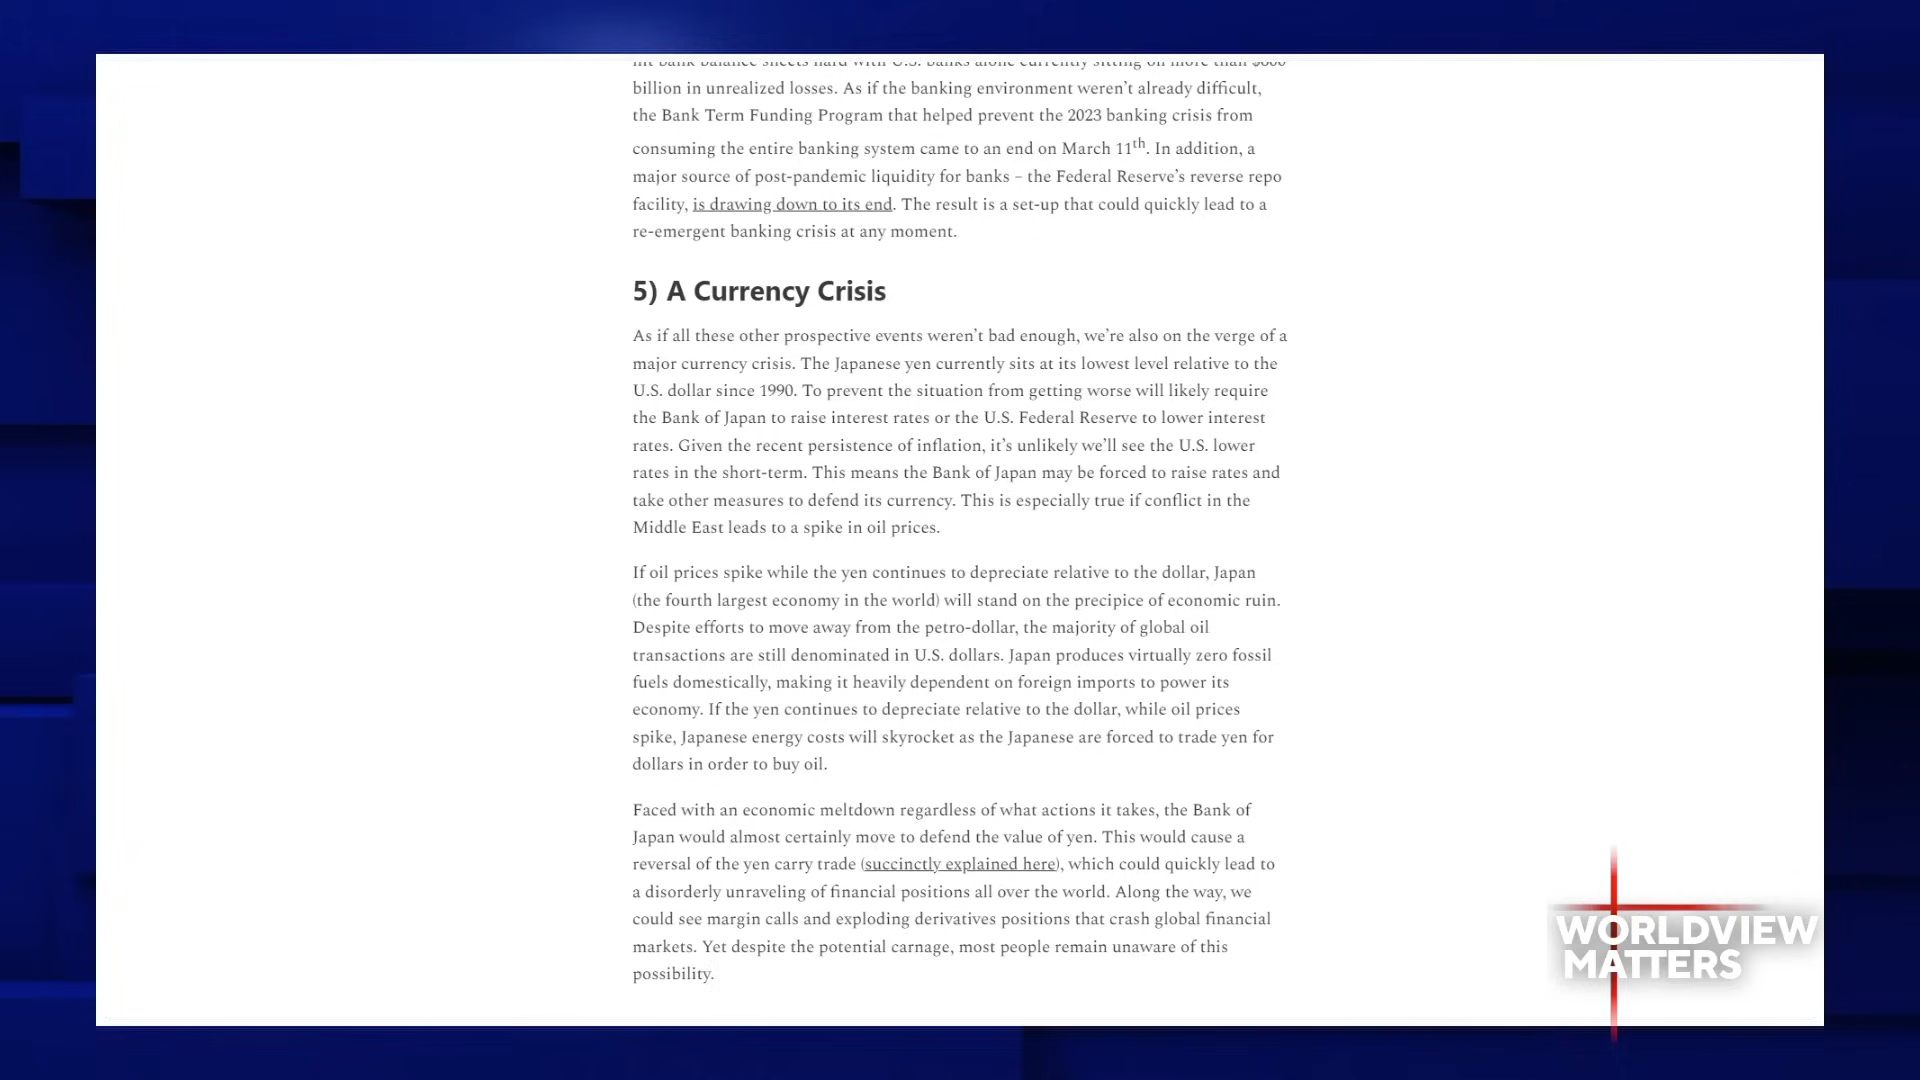 hit bank balance sheets hard with U.S. banks alone currently sitting on more than
billion in unrealized losses. As if the banking environment weren't already difficult,
the Bank Term Funding Program that helped prevent the 2023 banking crisis from
consuming the entire banking system came to an end on March 11th. In addition, a
major source of post-pandemic liquidity for banks – the Federal Reserve's reverse repo
facility, is drawing down to its end. The result is a set-up that could quickly lead to a
re-emergent banking crisis at any moment.
5) A Currency Crisis
As if all these other prospective events weren't bad enough, we're also on the verge of a
major currency crisis. The Japanese yen currently sits at its lowest level relative to the
U.S. dollar since 1990. To prevent the situation from getting worse will likely require
the Bank of Japan to raise interest rates or the U.S. Federal Reserve to lower interest
rates. Given the recent persistence of inflation, it's unlikely we'll see the U.S. lower
rates in the short-term. This means the Bank of Japan may be forced to raise rates and
take other measures to defend its currency. This is especially true if conflict in the
Middle East leads to a spike in oil prices.
If oil prices spike while the yen continues to depreciate relative to the dollar, Japan
(the fourth largest economy in the world) will stand on the precipice of economic ruin.
Despite efforts to move away from the petro-dollar, the majority of global oil
transactions are still denominated in U.S. dollars. Japan produces virtually zero fossil
fuels domestically, making it heavily dependent on foreign imports to power its
economy. If the yen continues to depreciate relative to the dollar, while oil prices
spike, Japanese energy costs will skyrocket as the Japanese are forced to trade yen for
dollars in order to buy oil.
Faced with an economic meltdown regardless of what actions it takes, the Bank of
Japan would almost certainly move to defend the value of yen. This would cause a
reversal of the yen carry trade (succinctly explained here), which could quickly lead to
a disorderly unraveling of financial positions all over the world. Along the way, we
could see margin calls and exploding derivatives positions that crash global financial
markets. Yet despite the potential carnage, most people remain unaware of this
possibility.
WORLDVIEW
MATTERS